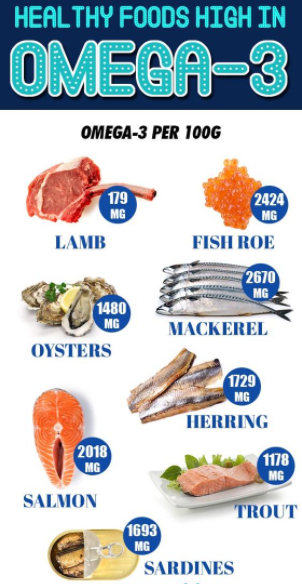 HEALTHY FOODS HIGH IN
OMEGA-3
OMEGA-3 PER 100G
179
MG
LAMB
2424
MG
FISH ROE
1480
MG
OYSTERS
2670
MG
MACKEREL
1729
MG
HERRING
2018
MG
SALMON
1178
MG
TROUT
1693
MG
SARDINES